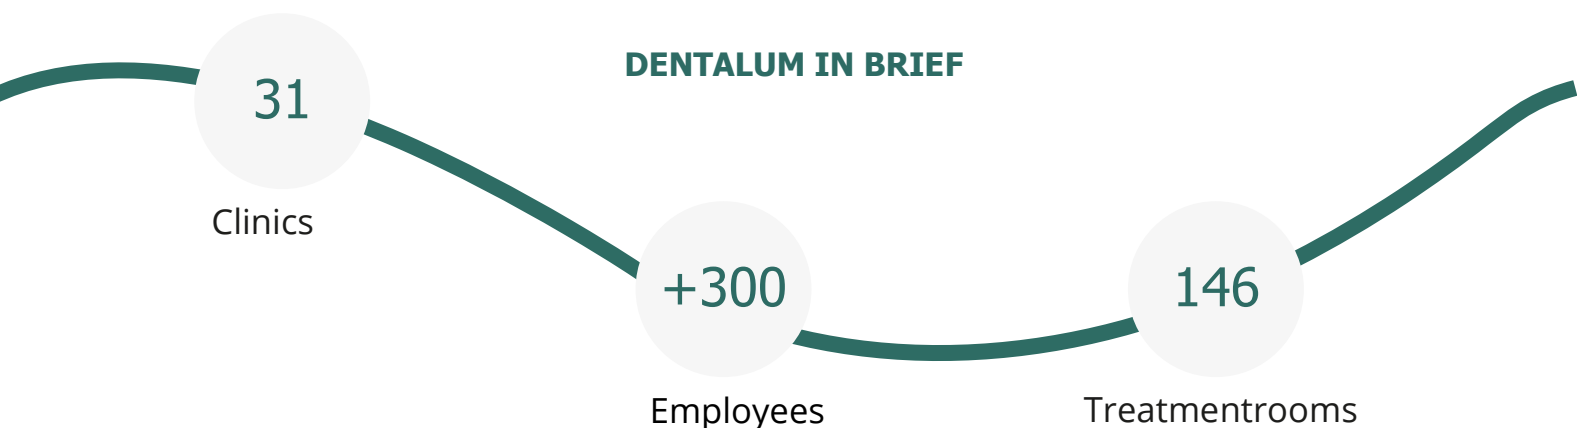 DENTALUM IN BRIEF
31
Clinics
+300
Employees
146
Treatmentrooms